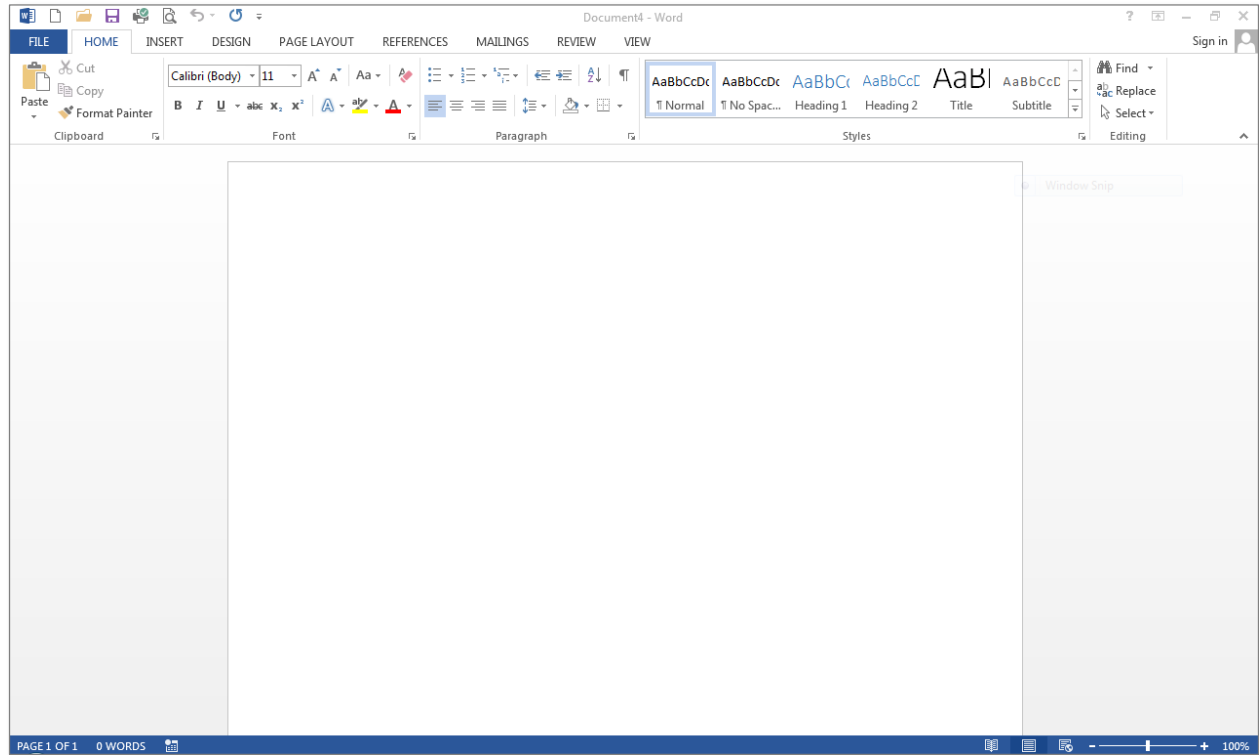 Document4 - Word
FILE HOME INSERT DESIGN PAGE LAYOUT REFERENCES MAILINGS REVIEW VIEW Sign in
Paste
Cut
Copy
Format Painter
Clipboard
Calibri (Body) 11 Aa
B I U abc X₂ X² A aby A
Font
Paragraph
AaBbCcDc AaBbCcDc AaBbCc AaBbCcD AaB AaBbCcD
¶ Normal ¶ No Spac... Heading 1 Heading 2 Title Subtitle
Styles
Find
Replace
Select
Editing
Window Snip
PAGE 1 OF 1 0 WORDS 100%